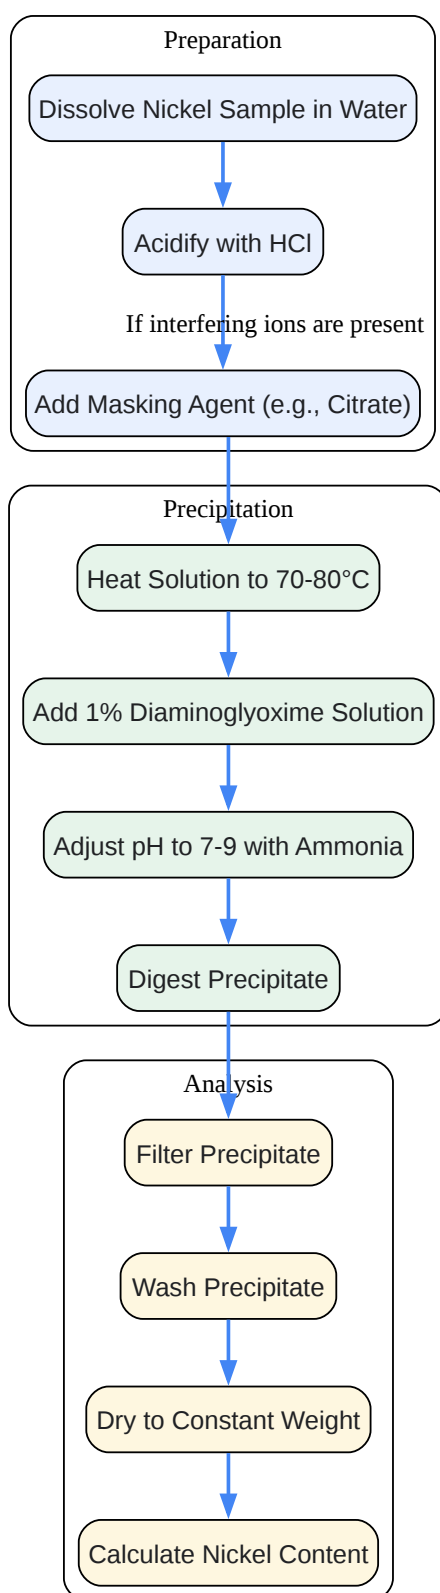 Preparation
Dissolve Nickel Sample in Water
Acidify with HCl
If interfering ions are present
Add Masking Agent (e.g., Citrate)
Precipitation
Heat Solution to 70-80°C
Add 1% Diaminoglyoxime Solution
Adjust pH to 7-9 with Ammonia
Digest Precipitate
Analysis
Filter Precipitate
Wash Precipitate
Dry to Constant Weight
Calculate Nickel Content